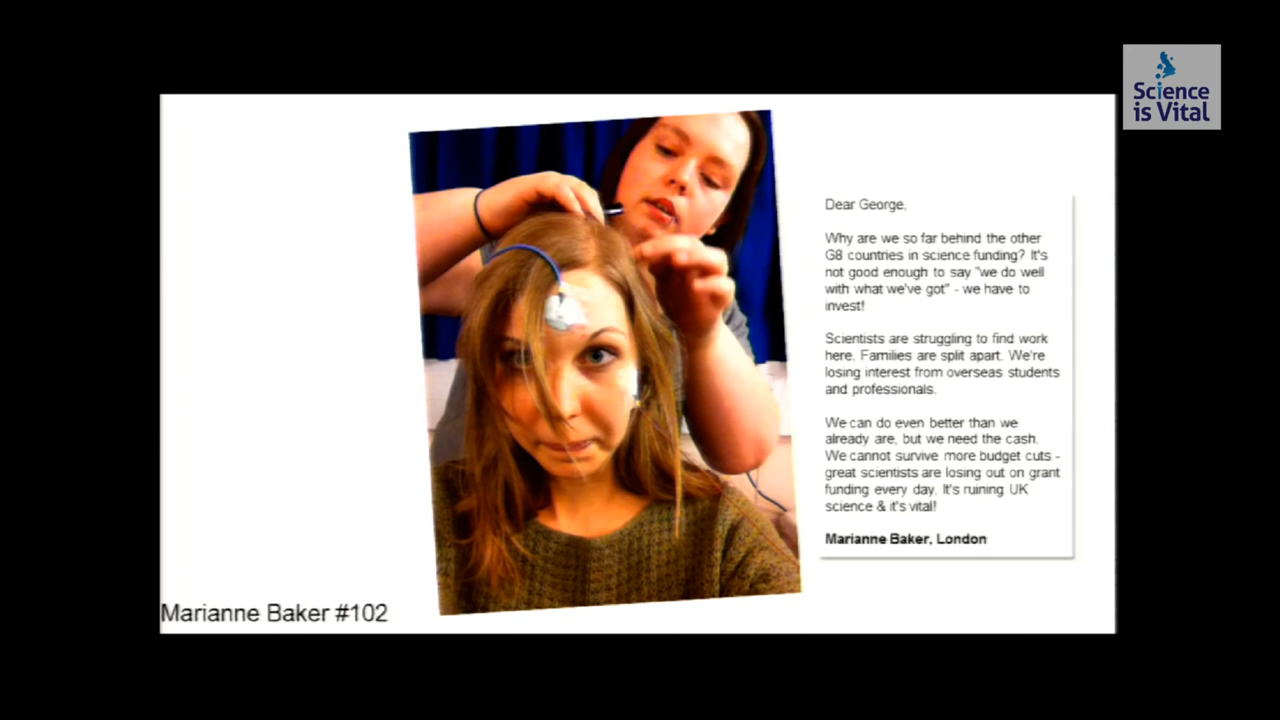 Science
is Vital
Dear George,
Why are we so far behind the other
G8 countries in science funding? It's
not good enough to say "we do well
with what we've got" - we have to
invest!
Scientists are struggling to find work
here. Families are split apart. We're
losing interest from overseas students
and professionals.
We can do even better than we
already are, but we need the cash.
We cannot survive more budget cuts -
great scientists are losing out on grant
funding every day. It's ruining UK
science & it's vital!
Marianne Baker, London
Marianne Baker #102